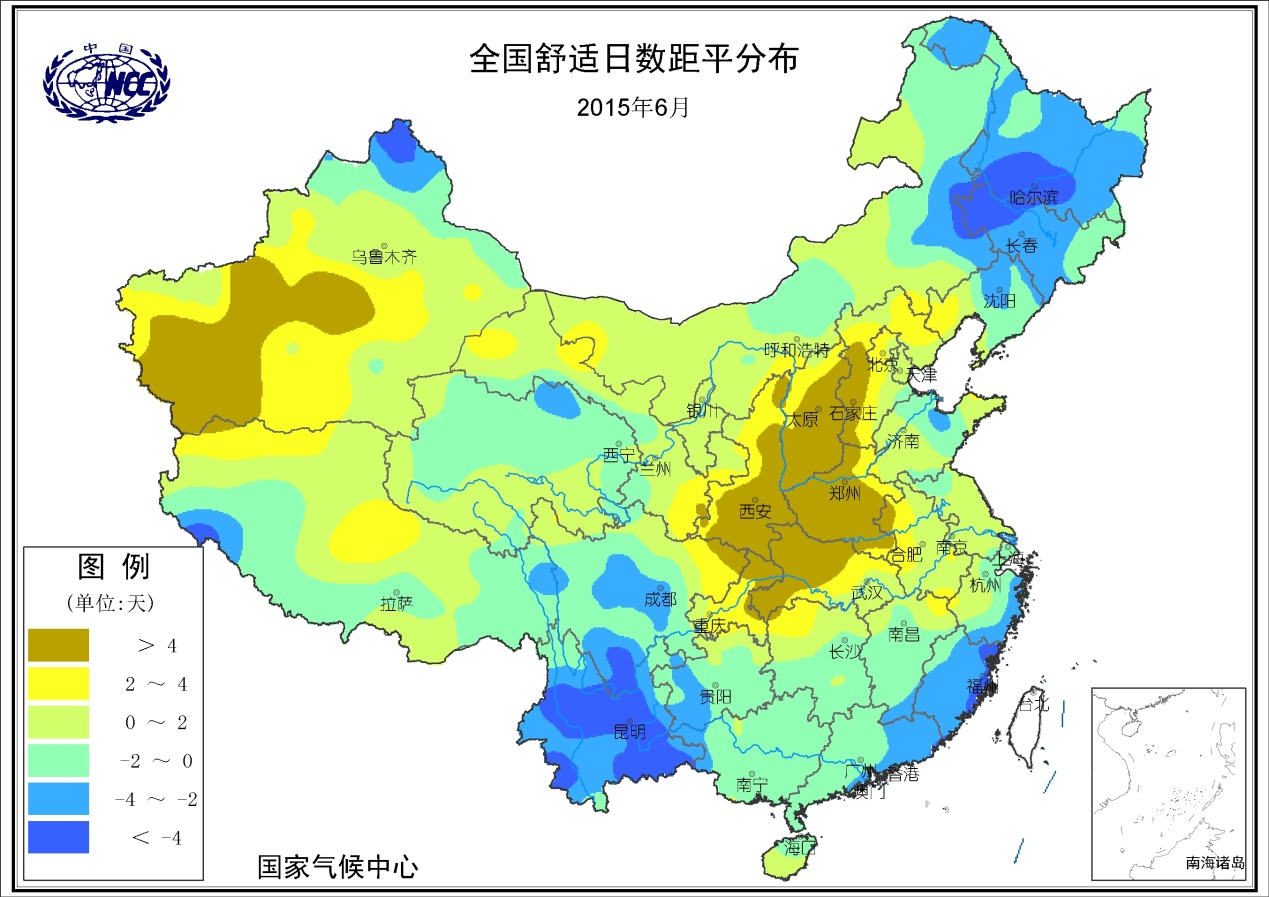 中 国
NCC
全国舒适日数距平分布
2015年6月
哈尔滨
长春
乌鲁木齐
沈阳
呼和浩特
北京
天津
银川
太原
石家庄
济南
西宁
兰州
郑州
西安
合肥
南京
上海
杭州
拉萨
成都
武汉
重庆
南昌
长沙
福州
贵阳
台北
昆明
南宁
广州
香港
澳门
海口
图 例
(单位:天)
> 4
2 ~ 4
0 ~ 2
-2 ~ 0
-4 ~ -2
< -4
国家气候中心
南海诸岛